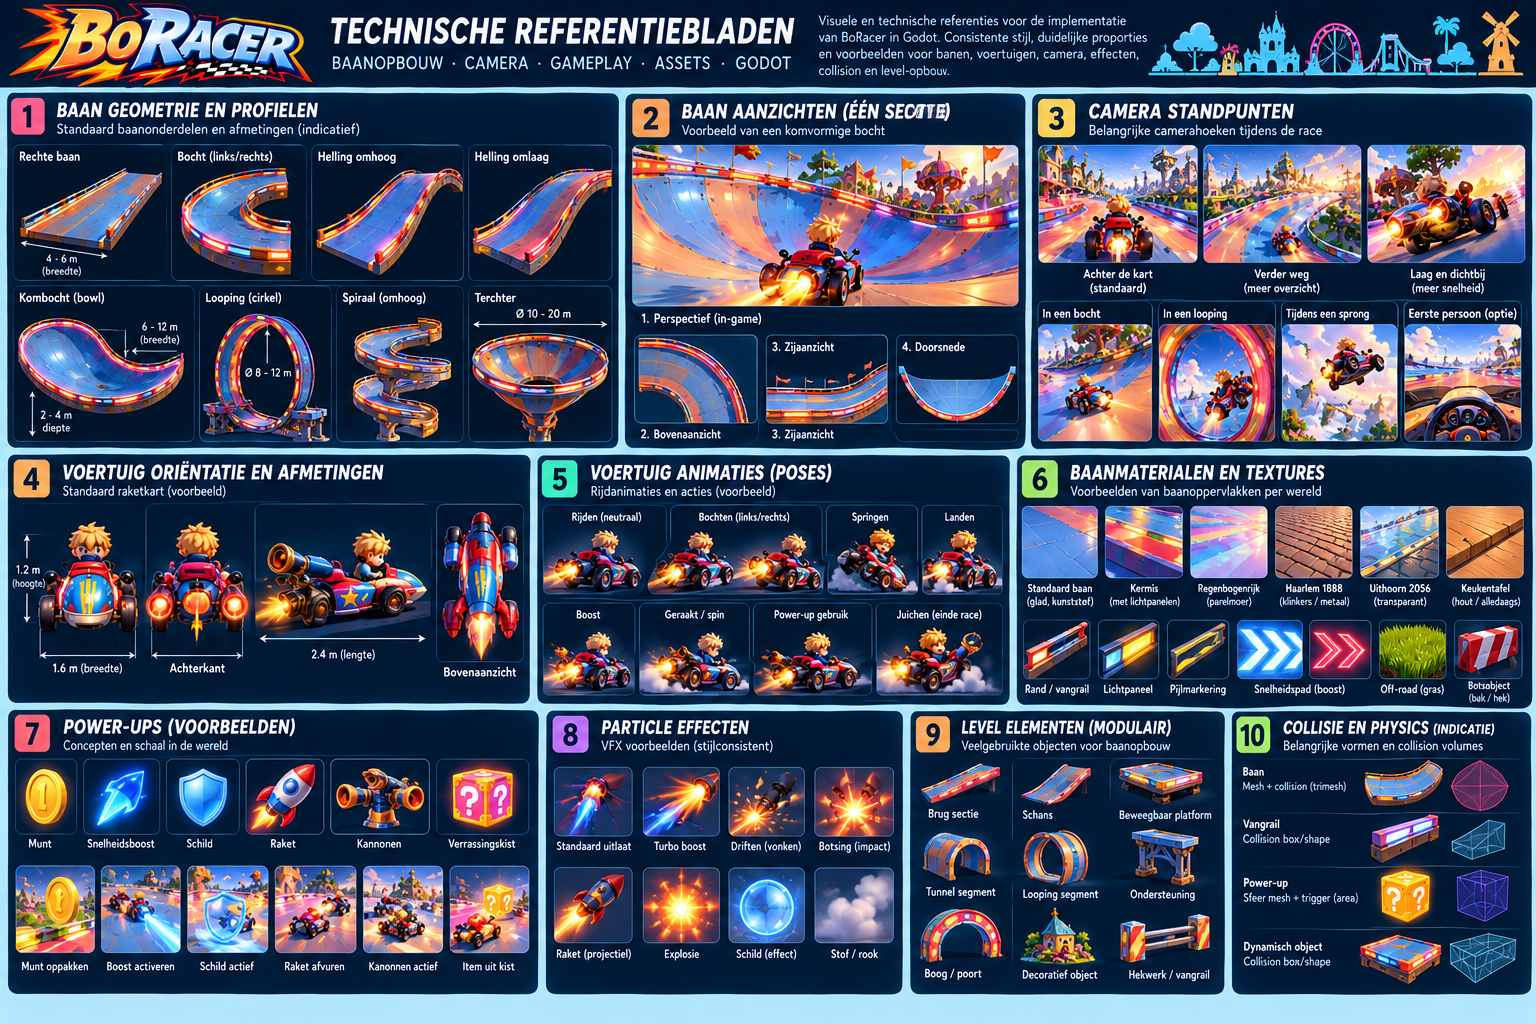 BoRACER
TECHNISCHE REFERENTIEBLADEN
BAANOPBOUW · CAMERA · GAMEPLAY · ASSETS · GODOT
Visuele en technische referenties voor de implementatie
van BoRacer in Godot. Consistente stijl, duidelijke proporties
en voorbeelden voor banen, voertuigen, camera, effecten,
collision en level-opbouw.
1 BAAN GEOMETRIE EN PROFIELEN
Standaard baanonderdelen en afmetingen (indicatief)
Rechte baan
4 - 6 m
(breedte)
Bocht (links/rechts)
Helling omhoog
Helling omlaag
Kombocht (bowl)
6 - 12 m
(breedte)
2 - 4 m
diepte
Looping (cirkel)
Ø 8 - 12 m
Spiraal (omhoog)
Terchter
Ø 10 - 20 m
2 BAAN AANZICHTEN (ÉÉN
Voorbeeld van een komvormige bocht
1. Perspectief (in-game)
2. Bovenaanzicht
3. Zijaanzicht
3. Zijaanzicht
4. Doorsnede
3 CAMERA STANDPUNTEN
Belangrijke camerahoeken tijdens de race
Achter de kart
(standaard)
Verder weg
(meer overzicht)
Laag en dichtbij
(meer snelheid)
In een bocht
In een looping
Tijdens een sprong
Eerste persoon (optie)
4 VOERTUIG ORIËNTATIE EN AFMETINGEN
Standaard raketkart (voorbeeld)
1.2 m
(hoogte)
1.6 m (breedte)
Achterkant
2.4 m (lengte)
Bovenaanzicht
5 VOERTUIG ANIMATIES (POSES)
Rijdanimaties en acties (voorbeeld)
Rijden (neutraal)
Bochten (links/rechts)
Springen
Landen
Boost
Geraakt / spin
Power-up gebruik
Juichen (einde race)
6 BAANMATERIALEN EN TEXTURES
Voorbeelden van baanoppervlakken per wereld
Standaard baan
(glad, kunststof)
Kermis
(met lichtpanelen)
Regenbogenrijk
(parelmoer)
Haarlem 1888
(klinkers / metaal)
Uithoorn 2056
(transparant)
Keukentafel
(hout / alledaags)
Rand / vangrail
Lichtpaneel
Pijlmarkering
Snelheidspad (boost)
Off-road (gras)
Botsobject
(bak / hek)
7 POWER-UPS (VOORBEELDEN)
Concepten en schaal in de wereld
Munt
Snelheidsboost
Schild
Raket
Kannonen
Verrassingskist
Munt oppakken
Boost activeren
Schild actief
Raket afvuren
Kanonnen actief
Item uit kist
8 PARTICLE EFFECTEN
VFX voorbeelden (stijlconsistent)
Standaard uitlaat
Turbo boost
Driften (vonken)
Botsing (impact)
Raket (projectiel)
Explosie
Schild (effect)
Stof / rook
9 LEVEL ELEMENTEN (MODULAIR)
Veelgebruikte objecten voor baanopbouw
Brug sectie
Schans
Beweegbaar platform
Tunnel segment
Looping segment
Ondersteuning
Boog / poort
Decoratief object
Hekwerk / vangrail
10 COLLISIE EN PHYSICS (INDICATIE)
Belangrijke vormen en collision volumes
Baan
Mesh + collision (trimesh)
Vangrail
Collision box/shape
Power-up
Sfeer mesh + trigger (area)
Dynamisch object
Collision box/shape